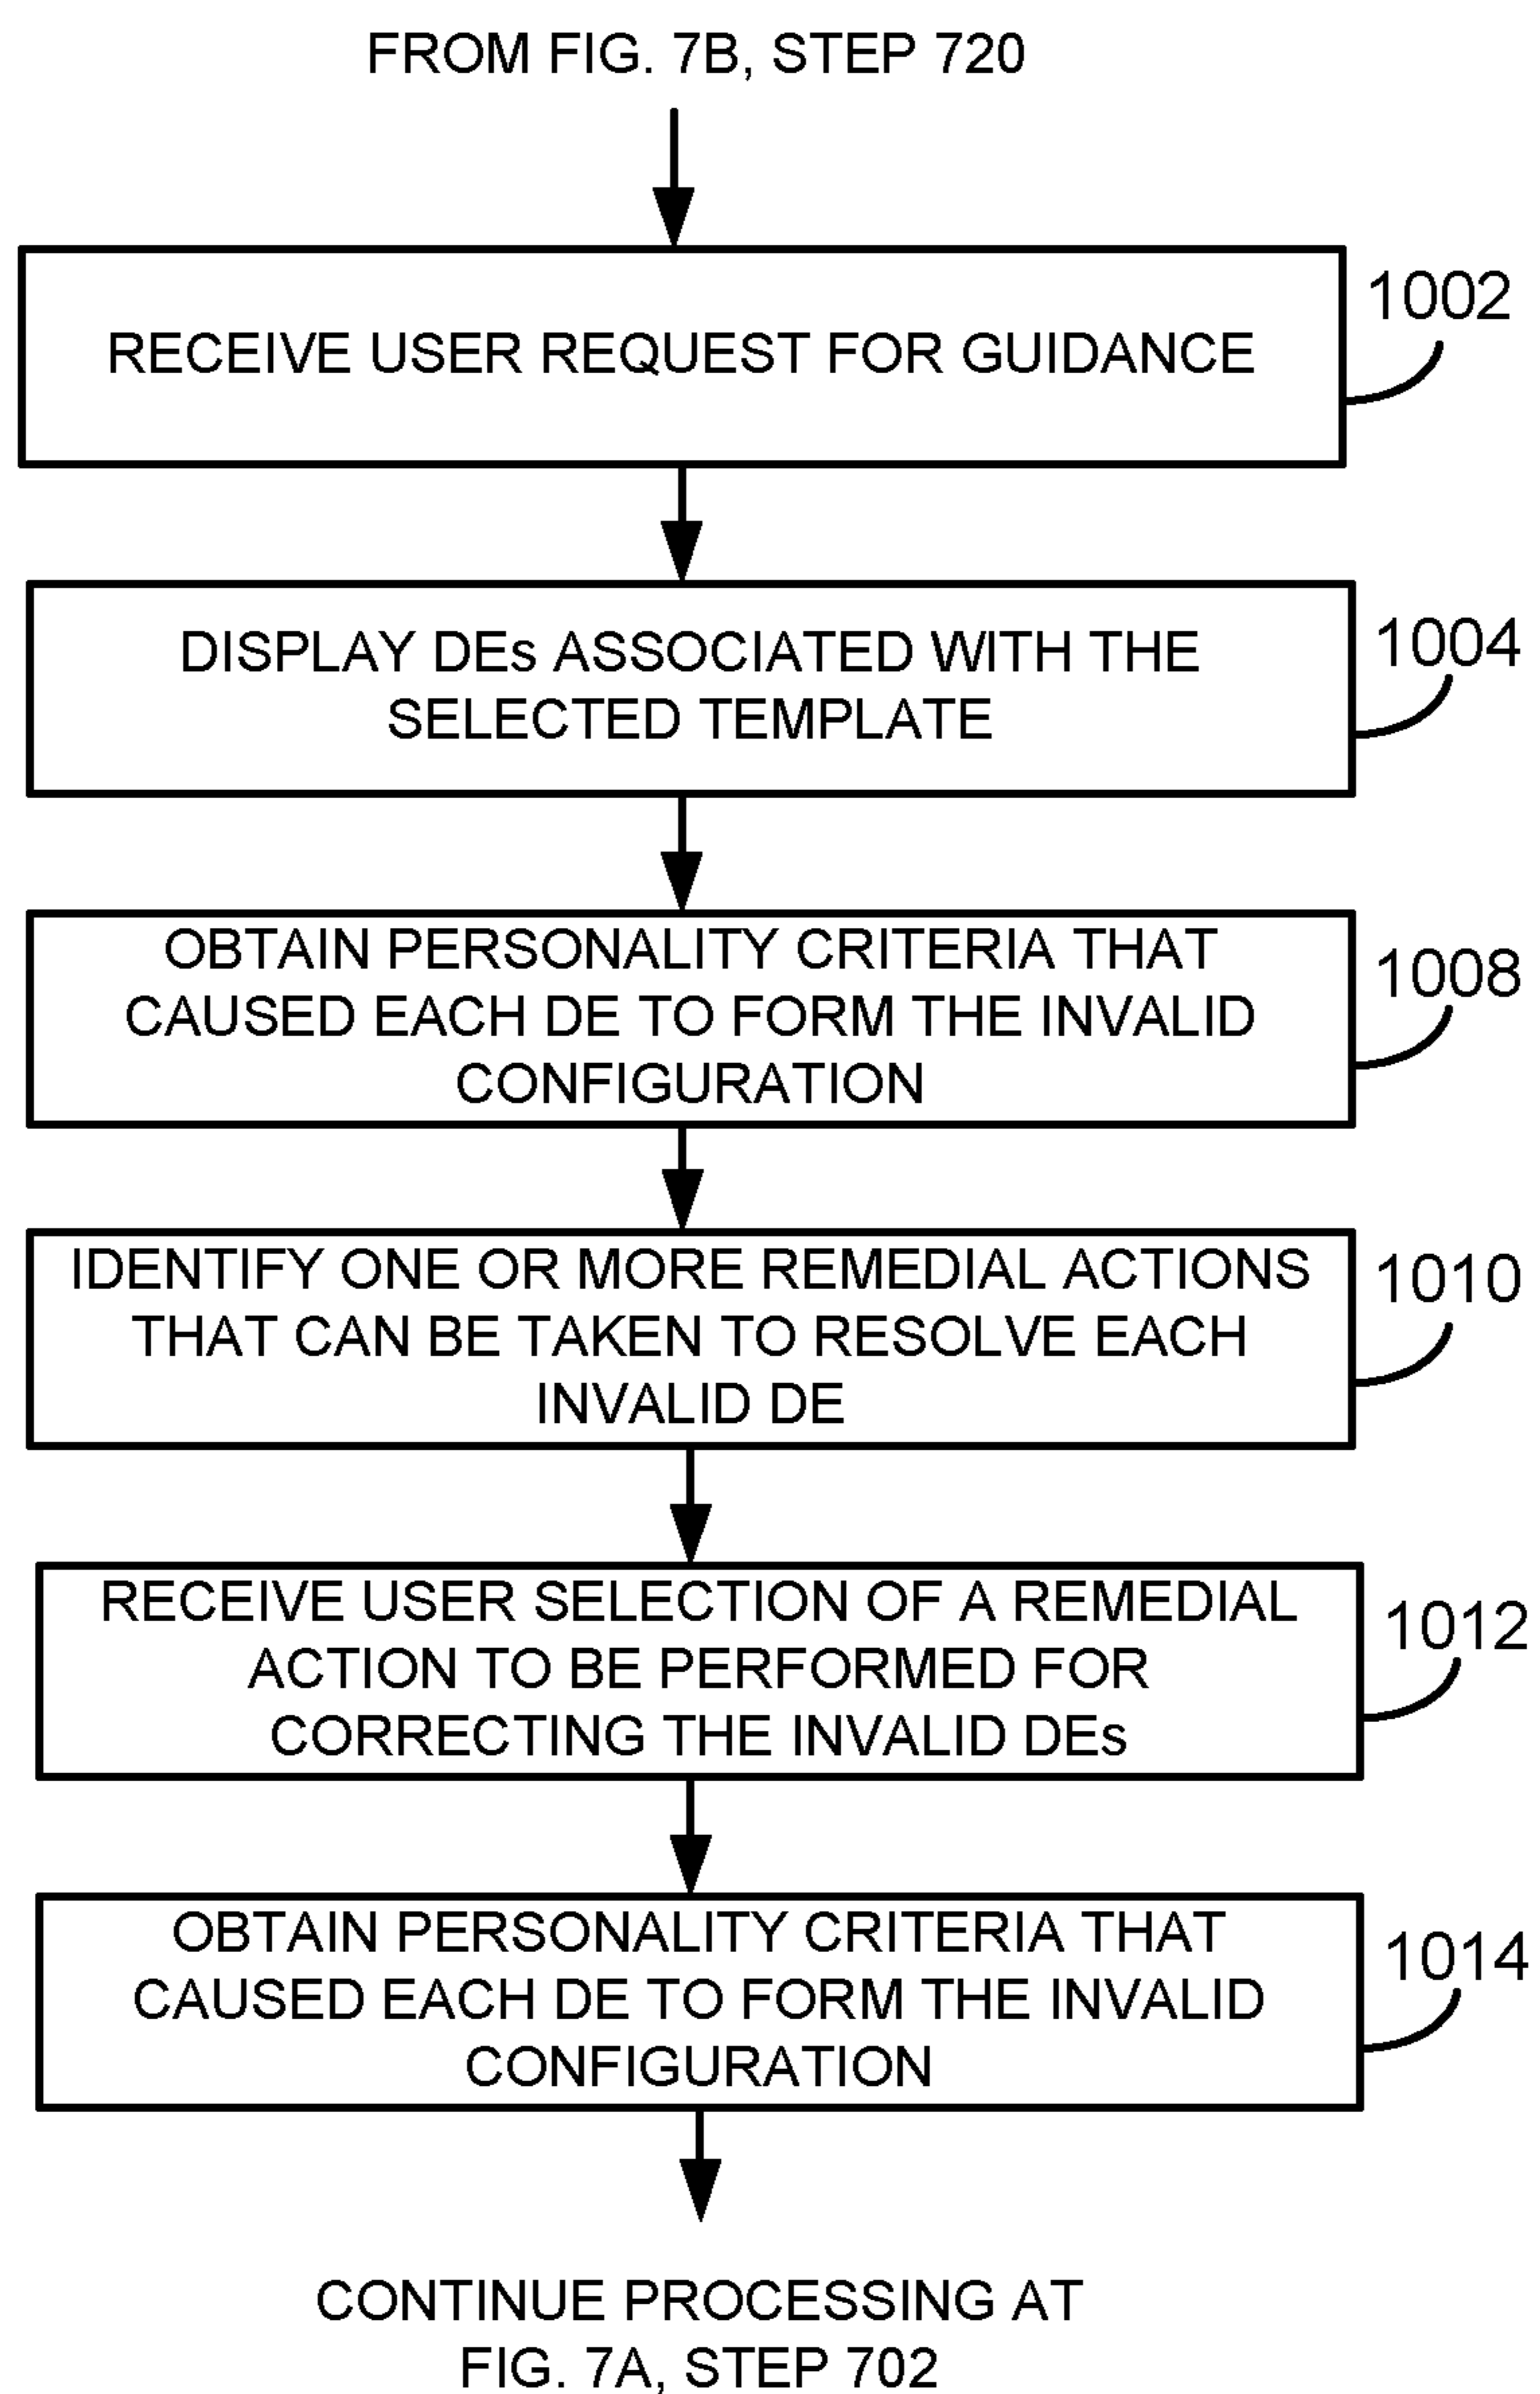 FROM FIG. 7B, STEP 720
RECEIVE USER REQUEST FOR GUIDANCE
1002
DISPLAY DEs ASSOCIATED WITH THE
SELECTED TEMPLATE
1004
OBTAIN PERSONALITY CRITERIA THAT
CAUSED EACH DE TO FORM THE INVALID
CONFIGURATION
1008
IDENTIFY ONE OR MORE REMEDIAL ACTIONS
THAT CAN BE TAKEN TO RESOLVE EACH
INVALID DE
1010
RECEIVE USER SELECTION OF A REMEDIAL
ACTION TO BE PERFORMED FOR
CORRECTING THE INVALID DEs
1012
OBTAIN PERSONALITY CRITERIA THAT
CAUSED EACH DE TO FORM THE INVALID
CONFIGURATION
1014
CONTINUE PROCESSING AT
FIG. 7A, STEP 702